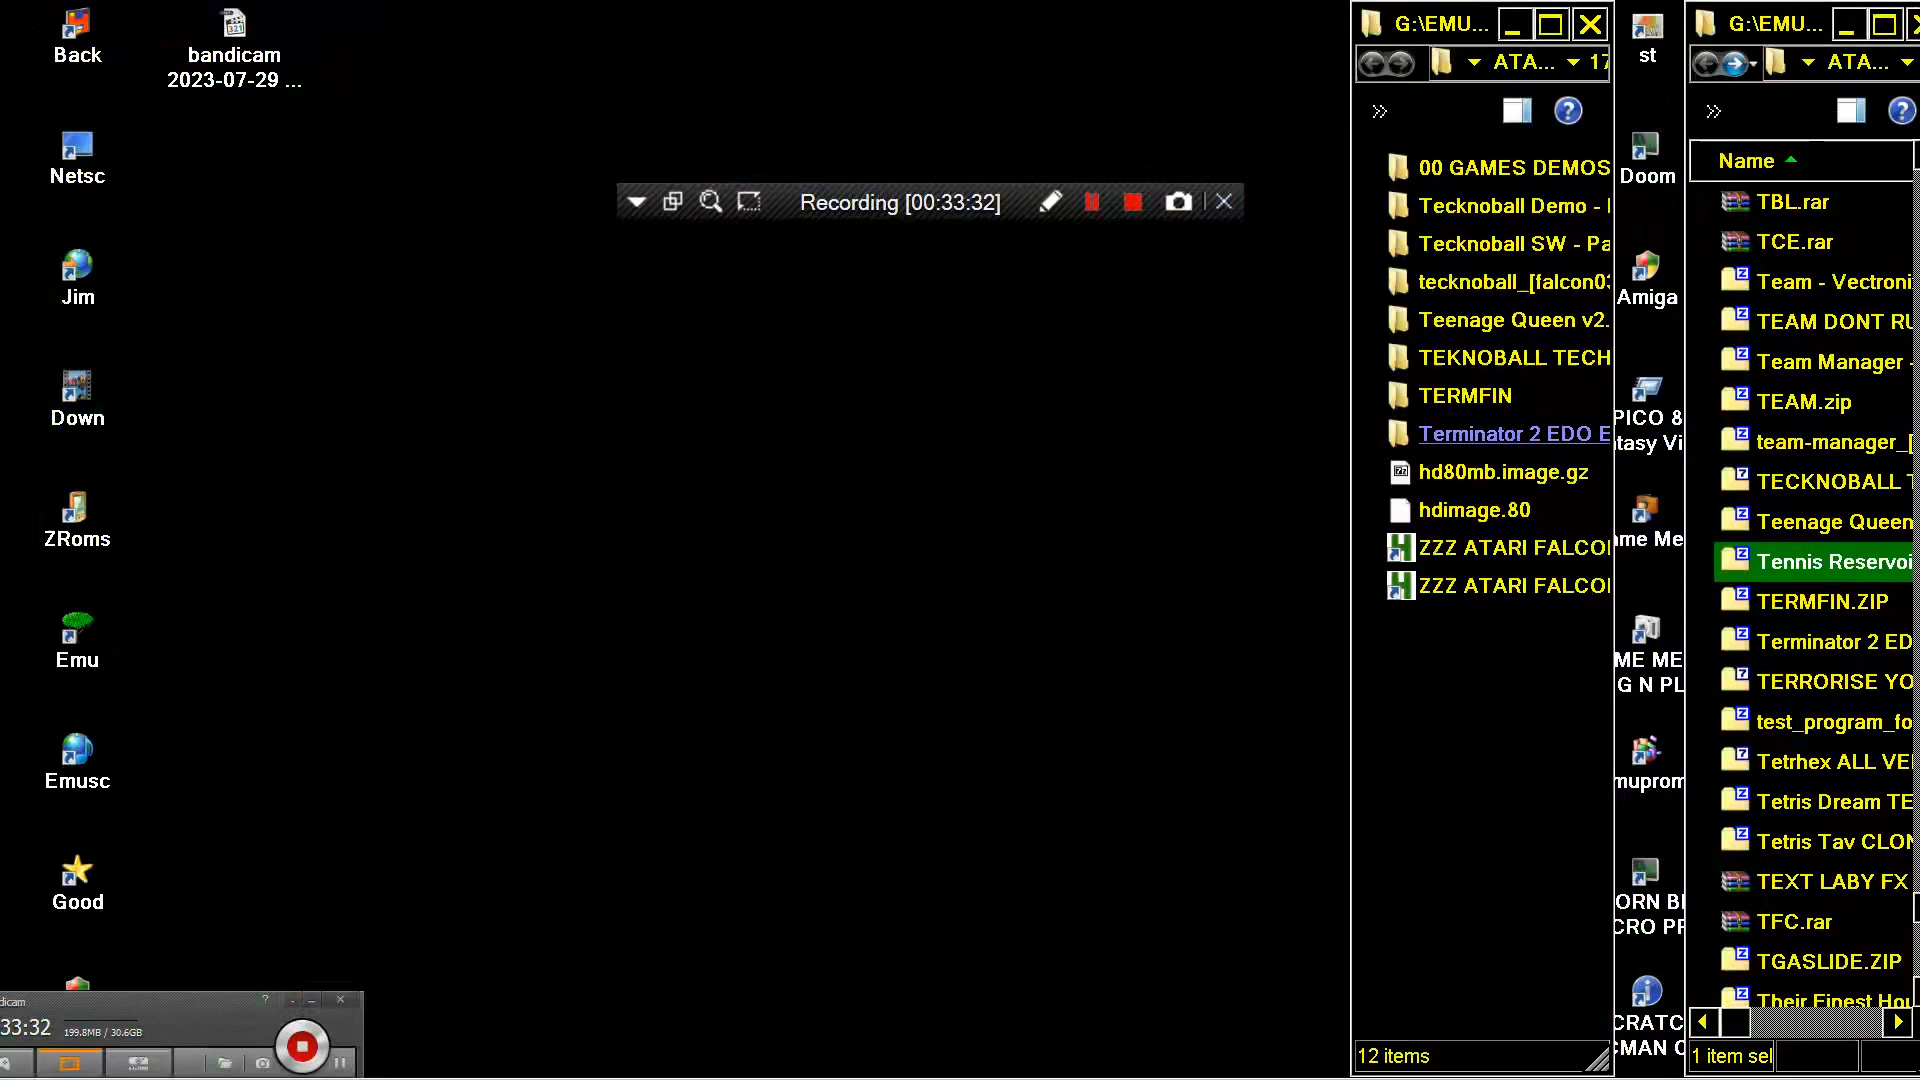 Back
bandicam
2023-07-29 ...
Netsc
Jim
Down
ZRoms
Emu
Emusc
Good
Recording [00:33:32]
dicam
33:32
199.8MB / 30.6GB
G:\EMU...
ATA...
17
00 GAMES DEMOS
Tecknoball Demo -
Tecknoball SW - Pa
tecknoball_[falcon03
Teenage Queen v2.
TEKNOBALL TECH
TERMFIN
Terminator 2 EDO E
hd80mb.image.gz
hdimage.80
ZZZ ATARI FALCO
ZZZ ATARI FALCO
12 items
st
Doom
Amiga
PICO 8
tasy Vi
ame Me
ME ME
G N PL
muprom
ORN B
CRO PR
CRATC
CMAN C
G:\EMU...
ATA...
Name
TBL.rar
TCE.rar
Team - Vectroni
TEAM DONT RU
Team Manager -
TEAM.zip
team-manager_[
TECKNOBALL T
Teenage Queen
Tennis Reservoi
TERMFIN.ZIP
Terminator 2 ED
TERRORISE YO
test_program_fo
Tetrhex ALL VE
Tetris Dream TE
Tetris Tav CLON
TEXT LABY FX
TFC.rar
TGASLIDE.ZIP
Their Finest Hou
1 item sel